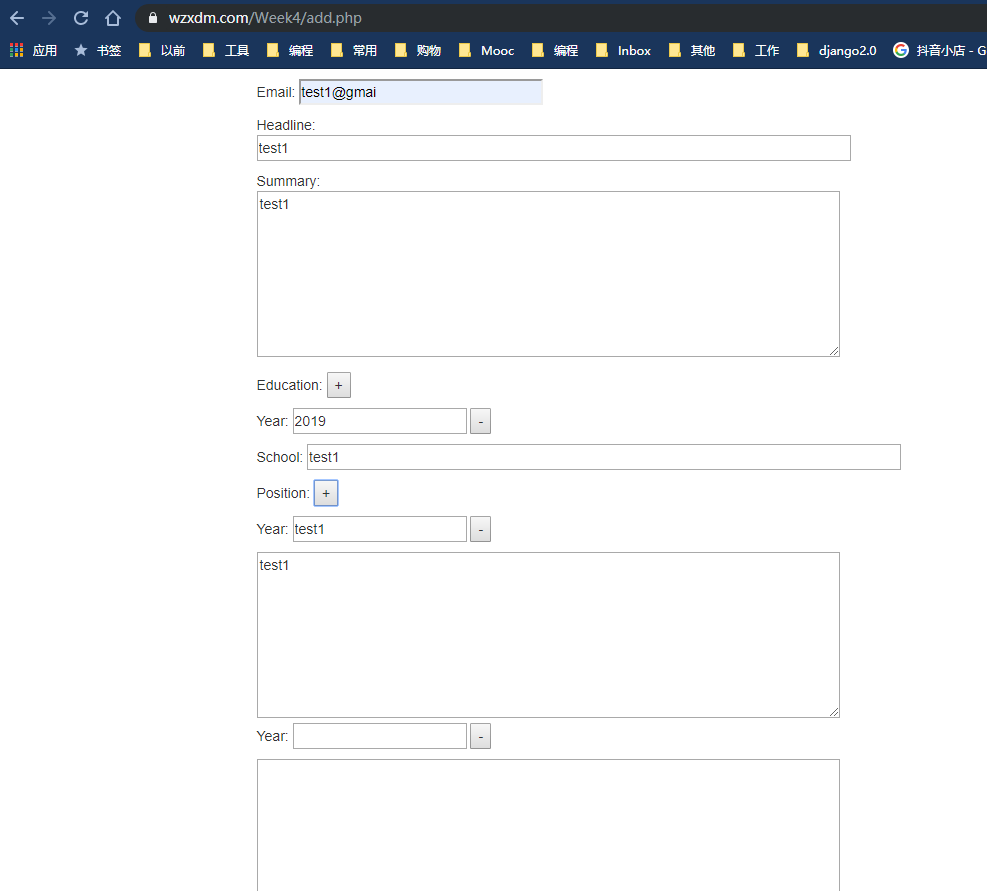 wzxdm.com/Week4/add.php
应用 书签 以前 工具 编程 常用 购物 Mooc 编程 Inbox 其他 工作 django2.0 抖音小店 - G
Email: test1@gmai
Headline:
test1
Summary:
test1
Education: +
Year: 2019 -
School: test1
Position: +
Year: test1 -
test1
Year: -